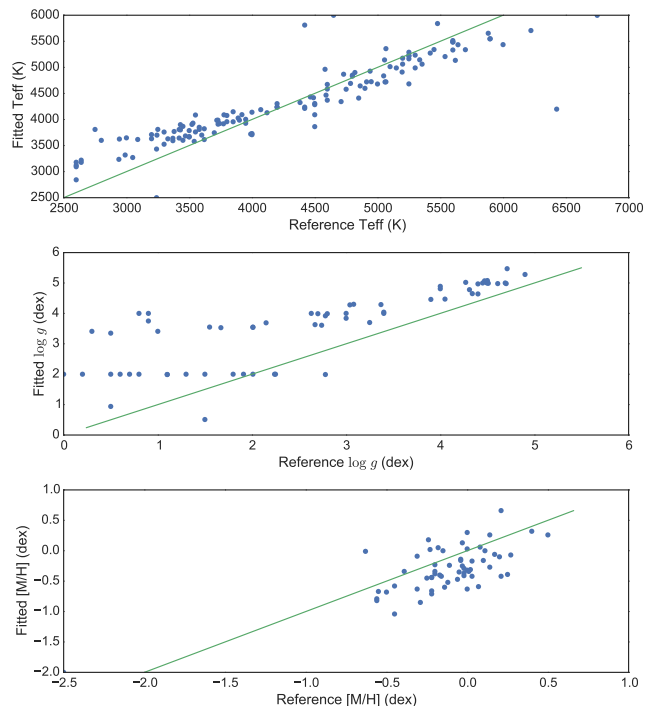 6000
5500
5000
4500
4000
3500
3000
2500
Fitted Teff (K)
2500 3000 3500 4000 4500 5000 5500 6000 6500 7000
Reference Teff (K)
6
5
4
3
2
1
0
Fitted log g (dex)
0 1 2 3 4 5 6
Reference log g (dex)
1.0
0.5
0.0
−0.5
−1.0
−1.5
−2.0
Fitted [M/H] (dex)
−2.5 −2.0 −1.5 −1.0 −0.5 0.0 0.5 1.0
Reference [M/H] (dex)